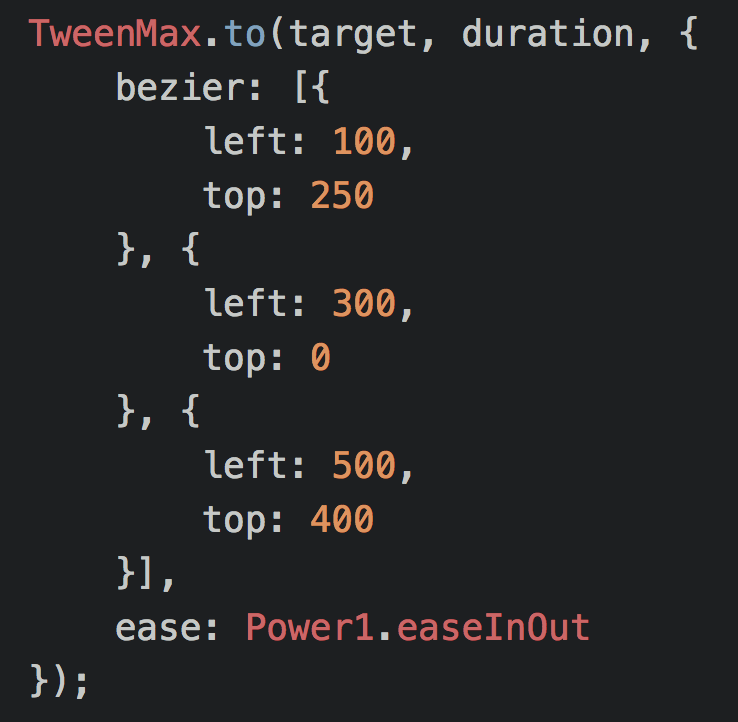 TweenMax.to(target, duration, {
    bezier: [{
        left: 100,
        top: 250
    }, {
        left: 300,
        top: 0
    }, {
        left: 500,
        top: 400
    }],
    ease: Power1.easeInOut
});